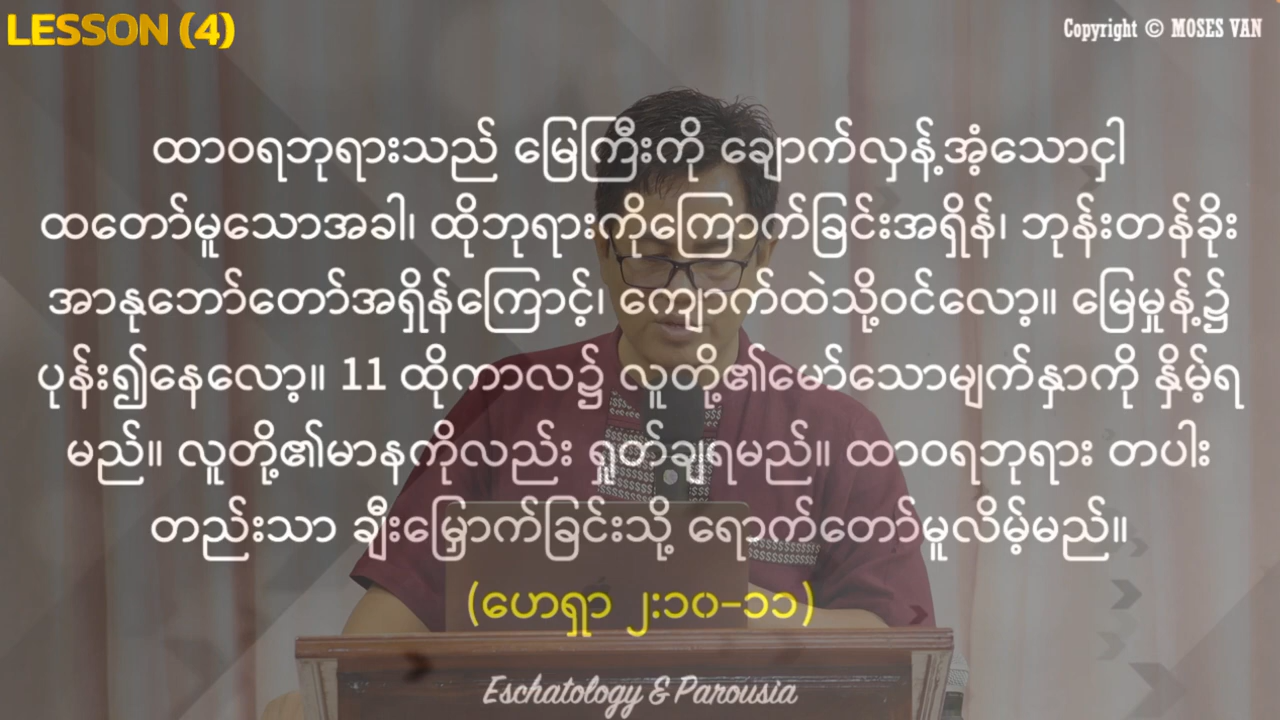 LESSON (4)
Copyright © MOSES VAN
ထာဝရဘုရားသည် မြေကြီးကို ချောက်လှန့်အံ့သောငှါ
ထတော်မူသောအခါ၊ ထိုဘုရားကိုကြောက်ခြင်းအရှိန်၊ ဘုန်းတန်ခိုး
အာနုဘော်တော်အရှိန်ကြောင့်၊ ကျောက်ထဲသို့ဝင်လော့။ မြေမှုန့်၌
ပုန်း၍နေလော့။ 11 ထိုကာလ၌ လူတို့၏မော်သောမျက်နှာကို နှိမ့်ရ
မည်။ လူတို့၏မာနကိုလည်း ရှုတ်ချရမည်။ ထာဝရဘုရား တပါး
တည်းသာ ချီးမြှောက်ခြင်းသို့ ရောက်တော်မူလိမ့်မည်။
(ဟေရှာ ၂:၁၀-၁၁)
Eschatology & Parousia